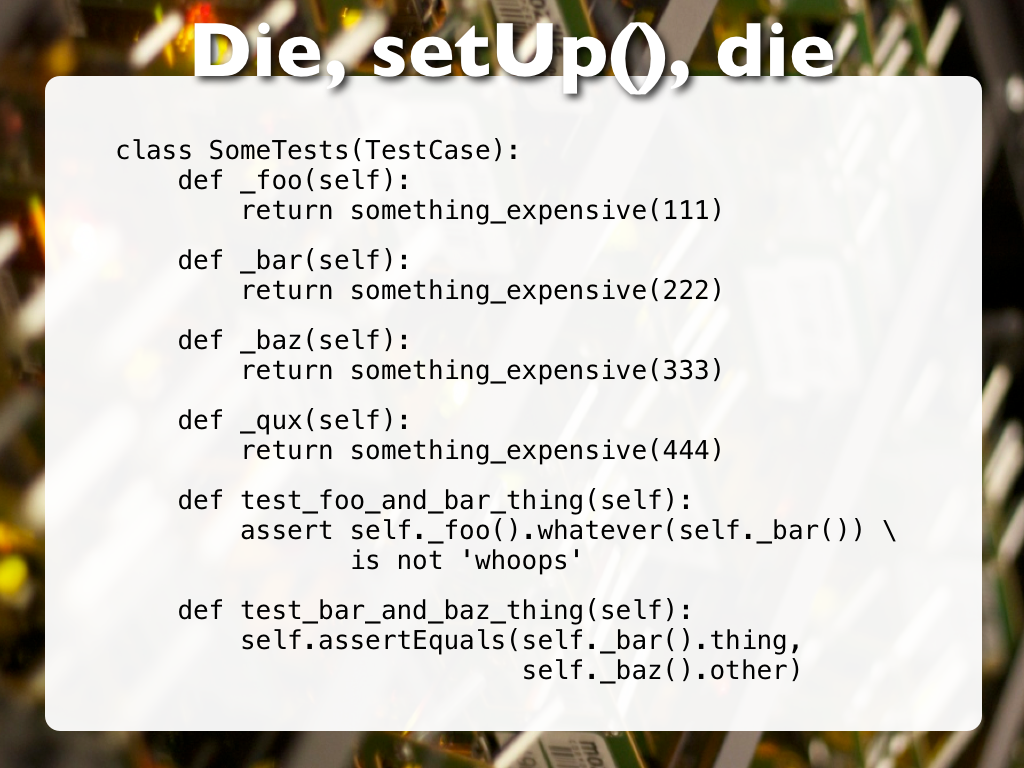 Die, setUp(), die
class SomeTests(TestCase):
    def _foo(self):
        return something_expensive(111)
    def _bar(self):
        return something_expensive(222)
    def _baz(self):
        return something_expensive(333)
    def _qux(self):
        return something_expensive(444)
    def test_foo_and_bar_thing(self):
        assert self._foo().whatever(self._bar()) \
               is not 'whoops'
    def test_bar_and_baz_thing(self):
        self.assertEquals(self._bar().thing,
                          self._baz().other)